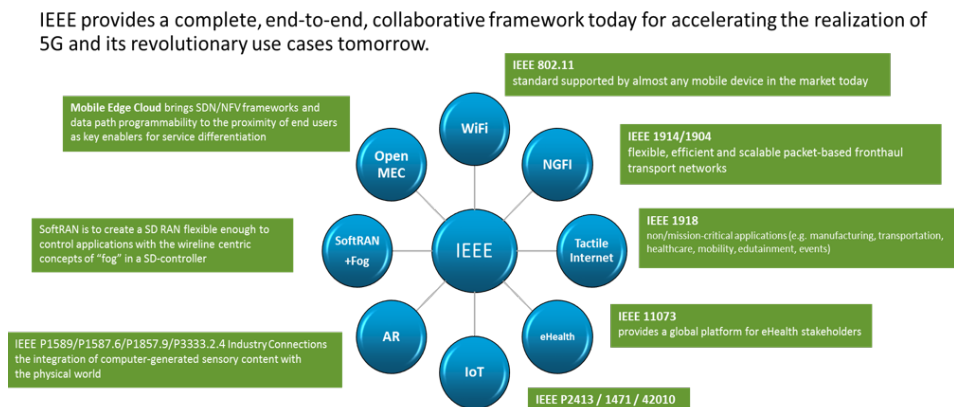 IEEE provides a complete, end-to-end, collaborative framework today for accelerating the realization of
5G and its revolutionary use cases tomorrow.
IEEE 802.11
standard supported by almost any mobile device in the market today
Mobile Edge Cloud brings SDN/NFV frameworks and
data path programmability to the proximity of end users
as key enablers for service differentiation
WiFi
Open
MEC
NGFI
IEEE 1914/1904
flexible, efficient and scalable packet-based fronthaul
transport networks
SoftRAN is to create a SD RAN flexible enough to
control applications with the wireline centric
concepts of "fog" in a SD-controller
SoftRAN
+Fog
IEEE
Tactile
Internet
IEEE 1918
non/mission-critical applications (e.g. manufacturing, transportation,
healthcare, mobility, edutainment, events)
IEEE P1589/P1587.6/P1857.9/P3333.2.4 Industry Connections
the integration of computer-generated sensory content with
the physical world
AR
IoT
eHealth
IEEE 11073
provides a global platform for eHealth stakeholders
IEEE P2413 / 1471 / 42010